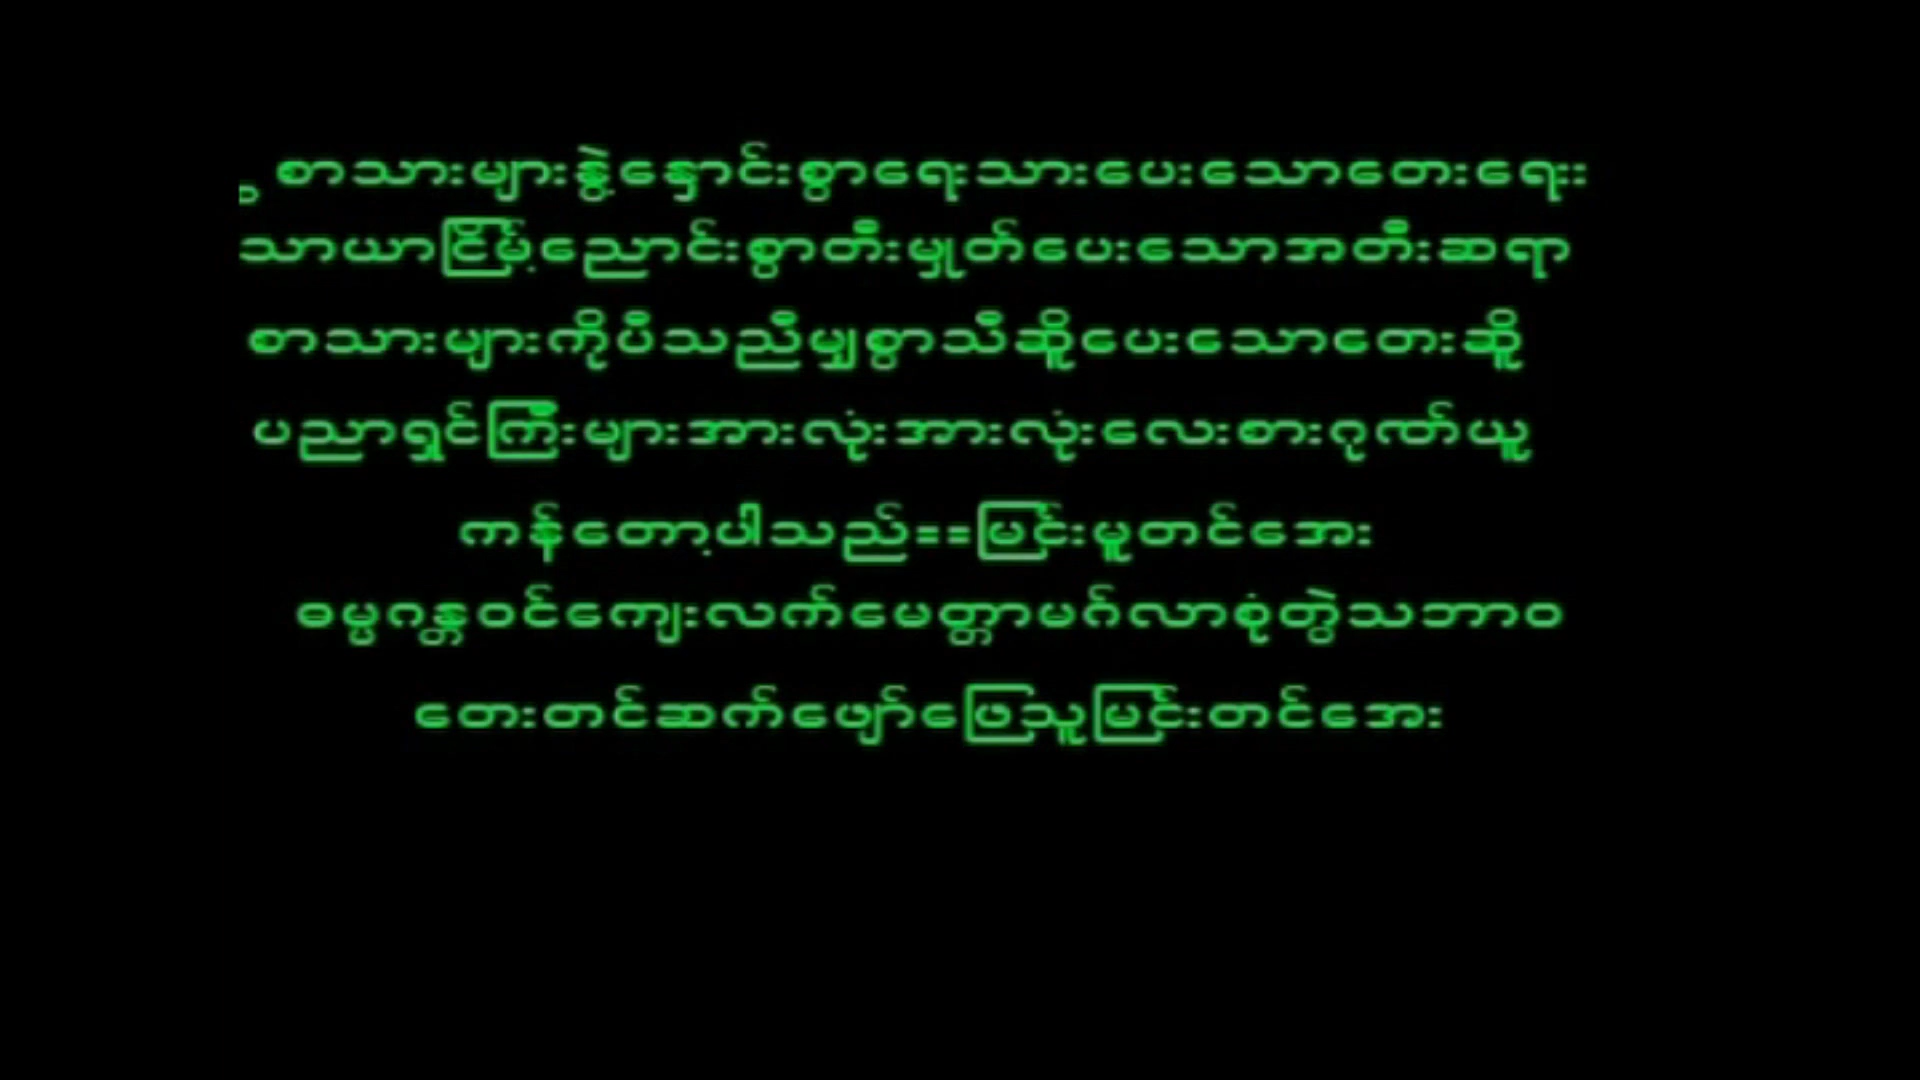 စာသားများနွဲ့နှောင်းစွာရေးသားပေးသောတေးရေးး
သာယာငြိမ့်ညောင်းစွာတီးမှုတ်ပေးသောအတီးဆရာ
စာသားများကိုပီသညီမျှစွာသီဆိုပေးသောတေးဆို
ပညာရှင်ကြီးများအားလုံးအားလုံးလေးစားဂုဏ်ယူ
ကန်တော့ပါသည်==မြင်းမူတင်အေး
ဓမ္မဂန္တဝင်ကျေးလက်မေတ္တာမဂ်လာစုံတွဲသဘာဝ
တေးတင်ဆက်ဖျော်ဖြေသူမြင်းတင်အေး